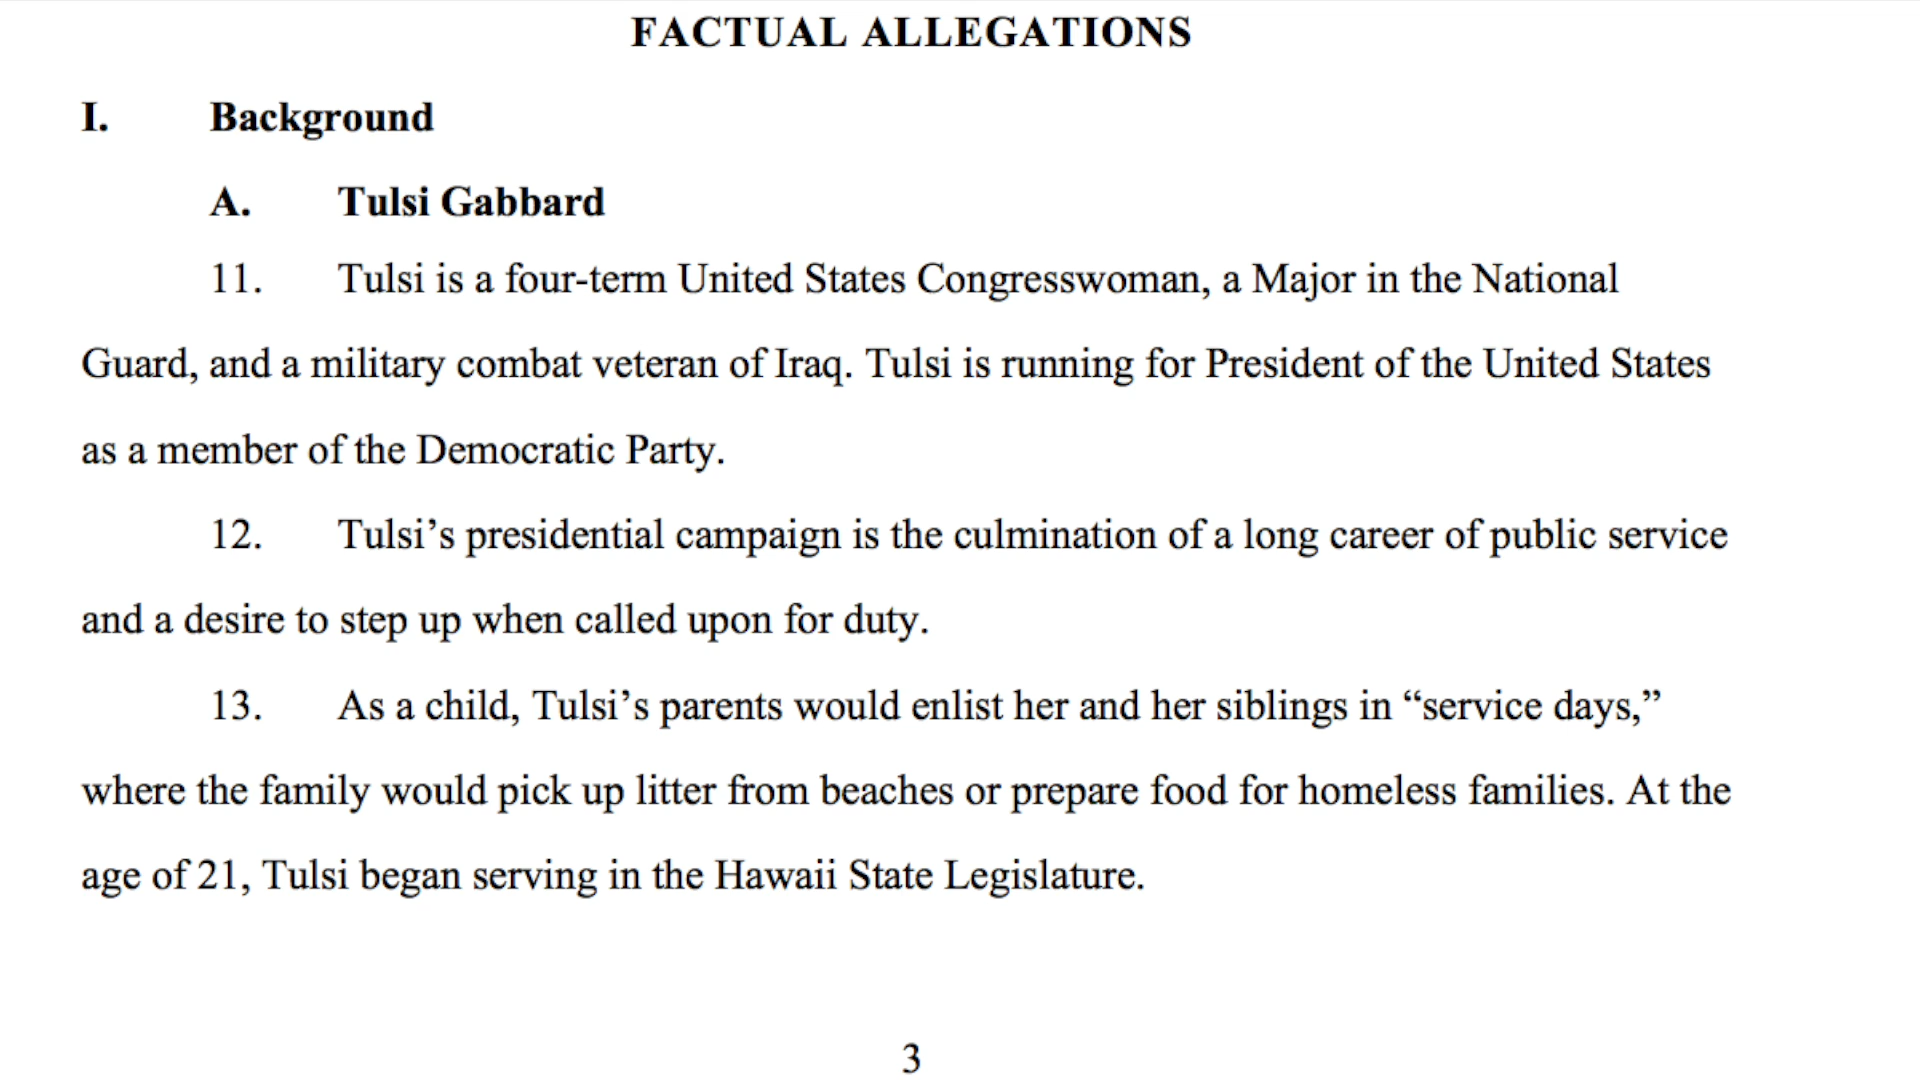 FACTUAL ALLEGATIONS
I. Background
A. Tulsi Gabbard
11. Tulsi is a four-term United States Congresswoman, a Major in the National
Guard, and a military combat veteran of Iraq. Tulsi is running for President of the United States
as a member of the Democratic Party.
12. Tulsi’s presidential campaign is the culmination of a long career of public service
and a desire to step up when called upon for duty.
13. As a child, Tulsi’s parents would enlist her and her siblings in “service days,”
where the family would pick up litter from beaches or prepare food for homeless families. At the
age of 21, Tulsi began serving in the Hawaii State Legislature.
3